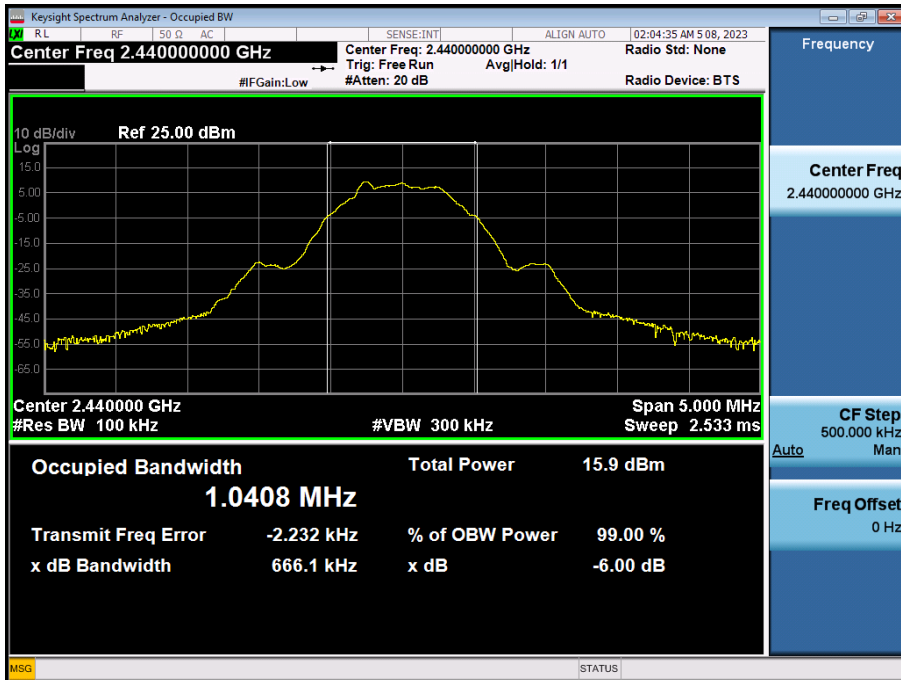 Keysight Spectrum Analyzer - Occupied BW
LXI RL RF 50 Ω AC SENSE:INT ALIGN AUTO 02:04:35 AM 5 08, 2023
Center Freq 2.440000000 GHz
#IFGain:Low
Center Freq: 2.440000000 GHz
Trig: Free Run Avg|Hold: 1/1
#Atten: 20 dB
Radio Std: None
Radio Device: BTS
10 dB/div Ref 25.00 dBm
Log
15.0
5.00
-5.00
-15.0
-25.0
-35.0
-45.0
-55.0
-65.0
Center 2.440000 GHz Span 5.000 MHz
#Res BW 100 kHz #VBW 300 kHz Sweep 2.533 ms
Occupied Bandwidth Total Power 15.9 dBm
1.0408 MHz
Transmit Freq Error -2.232 kHz % of OBW Power 99.00 %
x dB Bandwidth 666.1 kHz x dB -6.00 dB
Frequency
Center Freq
2.440000000 GHz
CF Step
500.000 kHz
Auto Man
Freq Offset
0 Hz
MSG STATUS